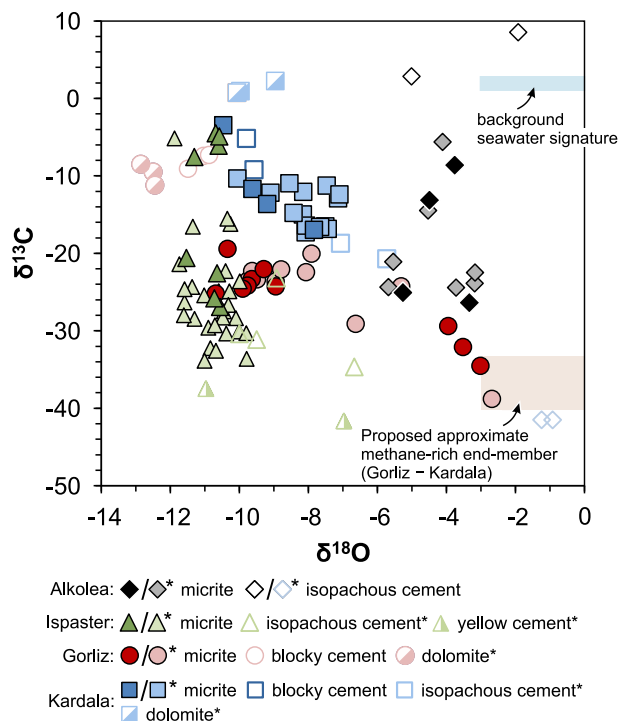 10
0
-10
-20
-30
-40
-50
δ¹³C
background
seawater signature
Proposed approximate
methane-rich end-member
(Gorliz – Kardala)
-14 -12 -10 -8 -6 -4 -2 0
δ¹⁸O
Alkolea: / * micrite / * isopachous cement
Ispaster: / * micrite isopachous cement* yellow cement*
Gorliz: / * micrite blocky cement dolomite*
Kardala: / * micrite blocky cement isopachous cement*
dolomite*